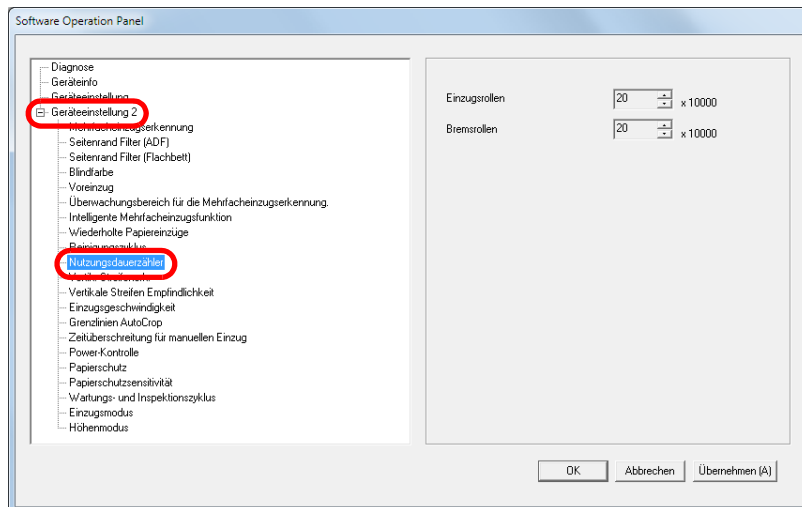 Software Operation Panel
Diagnose
Geräteinfo
Geräteeinstellung
Geräteeinstellung 2
Mehrfacheinzugserkennung
Seitenrand Filter (ADF)
Seitenrand Filter (Flachbett)
Blindfarbe
Voreinzug
Überwachungsbereich für die Mehrfacheinzugserkennung.
Intelligente Mehrfacheinzugsfunktion
Wiederholte Papiereinzüge
Reinigungszyklus
Nutzungsdauerzähler
Vertikale Streifen Empfindlichkeit
Einzugsgeschwindigkeit
Grenzlinien AutoCrop
Zeitüberschreitung für manuellen Einzug
Power-Kontrolle
Papierschutz
Papierschutzsensitivität
Wartungs- und Inspektionszyklus
Einzugsmodus
Höhenmodus
Einzugsrollen 20 x 10000
Bremsrollen 20 x 10000
OK Abbrechen Übernehmen (A)